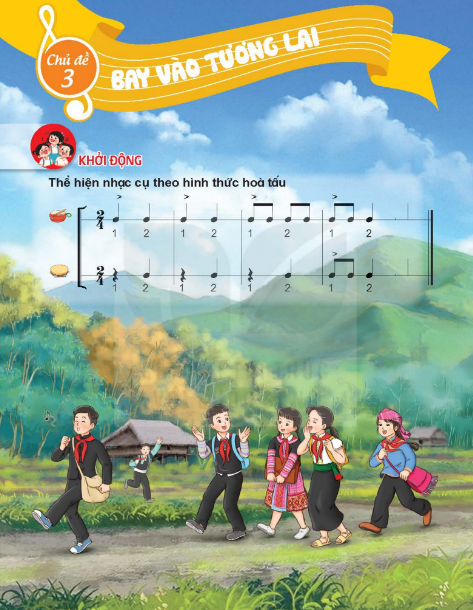 Chủ đề
3
BAY VÀO TƯƠNG LAI
KHỞI ĐỘNG
Thể hiện nhạc cụ theo hình thức hoà tấu
2
4
1 2 1 2 1 2 1 2
2
4
1 2 1 2 1 2 1 2